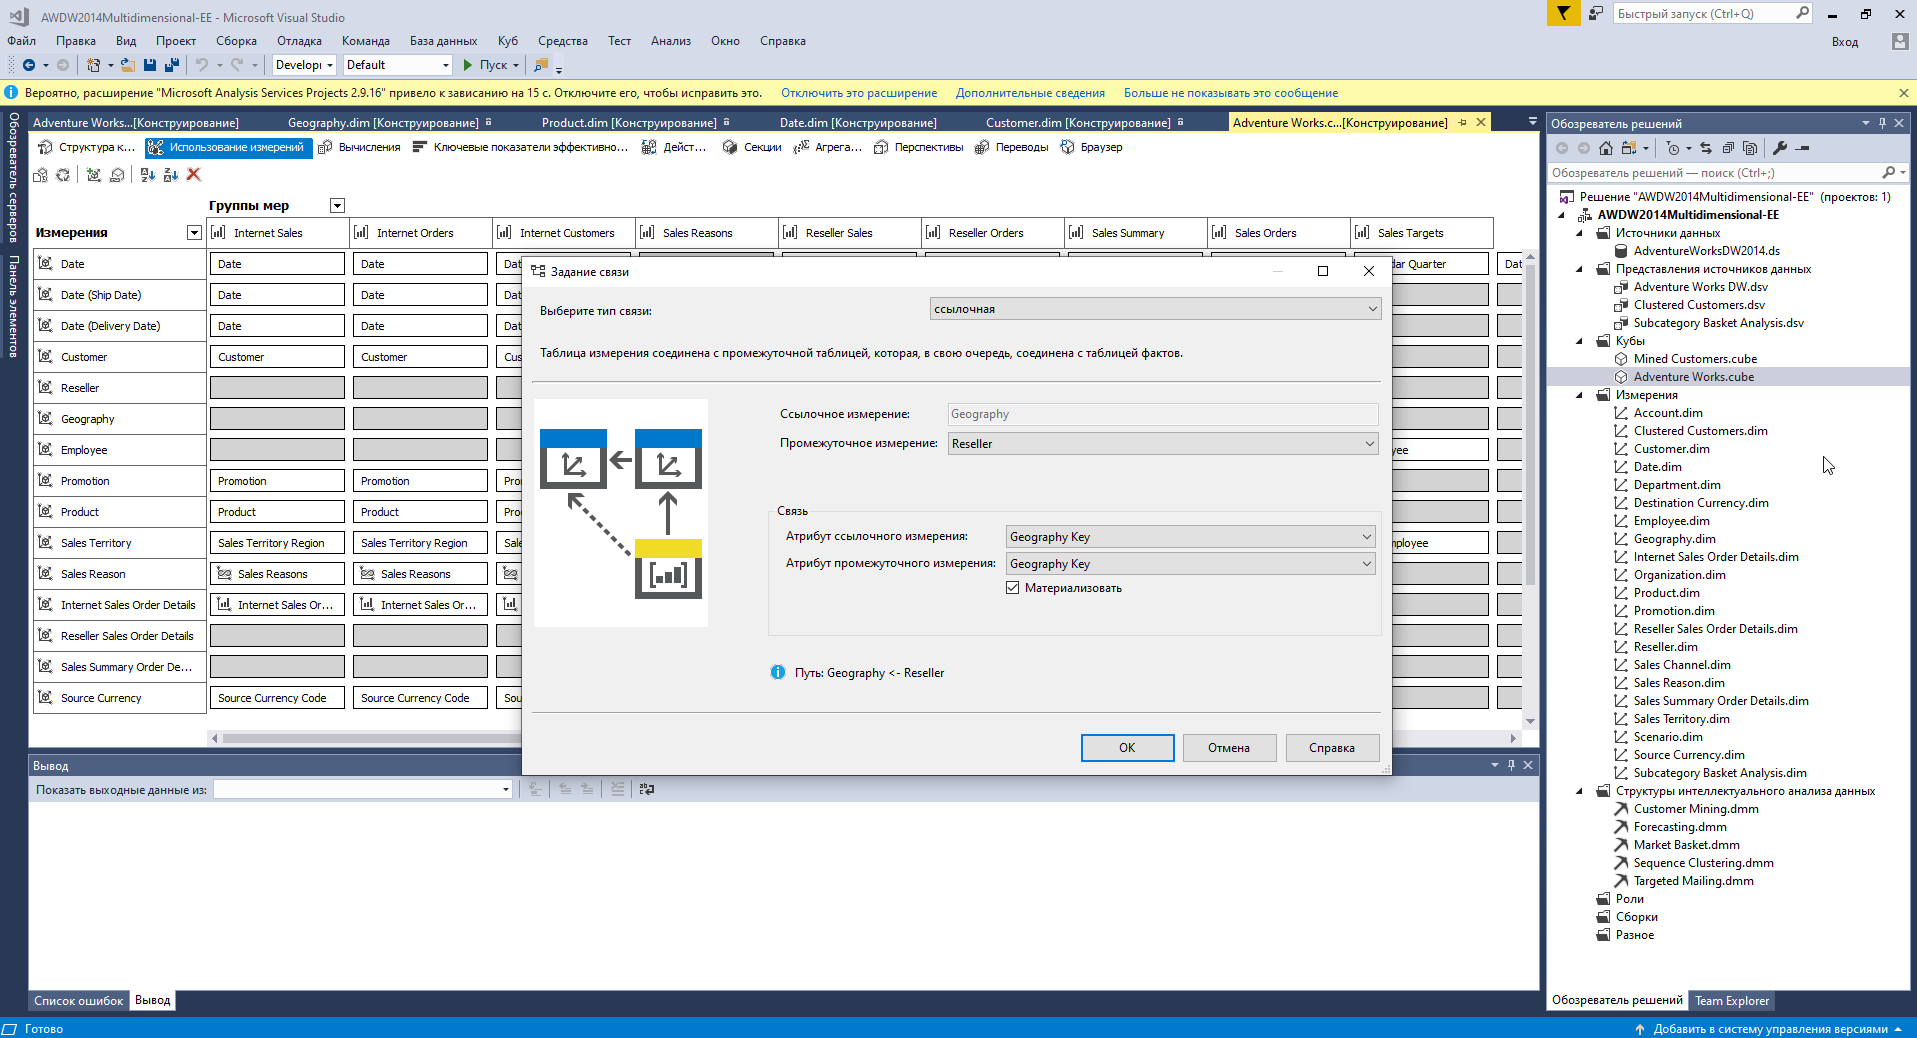 AWDW2014Multidimensional-EE - Microsoft Visual Studio
Быстрый запуск (Ctrl+Q)
Файл Правка Вид Проект Сборка Отладка Команда База данных Куб Средства Тест Анализ Окно Справка
Вход
Developı Default Пуск
Вероятно, расширение "Microsoft Analysis Services Projects 2.9.16" привело к зависанию на 15 с. Отключите его, чтобы исправить это. Отключить это расширение Дополнительные сведения Больше не показывать это сообщение
Обозреватель серверов
Панель элементов
Adventure Works...[Конструирование] Geography.dim [Конструирование] Product.dim [Конструирование] Date.dim [Конструирование] Customer.dim [Конструирование] Adventure Works.c...[Конструирование]
Структура к... Использование измерений Вычисления Ключевые показатели эффективно... Дейст... Секции Агрега... Перспективы Переводы Браузер
Группы мер
Измерения
Internet Sales Internet Orders Internet Customers Sales Reasons Reseller Sales Reseller Orders Sales Summary Sales Orders Sales Targets
Date Date Date Dat dar Quarter Dat
Date (Ship Date) Date Date Dat
Date (Delivery Date) Date Date Dat
Customer Customer Customer Cus
Reseller
Geography
Employee yee
Promotion Promotion Promotion Pro
Product Product Product Pro
Sales Territory Sales Territory Region Sales Territory Region Sale mployee
Sales Reason Sales Reasons Sales Reasons
Internet Sales Order Details Internet Sales Or... Internet Sales Or...
Reseller Sales Order Details
Sales Summary Order De...
Source Currency Source Currency Code Source Currency Code Sou
Задание связи
Выберите тип связи: ссылочная
Таблица измерения соединена с промежуточной таблицей, которая, в свою очередь, соединена с таблицей фактов.
Ссылочное измерение: Geography
Промежуточное измерение: Reseller
Связь
Атрибут ссылочного измерения: Geography Key
Атрибут промежуточного измерения: Geography Key
Материализовать
Путь: Geography <- Reseller
OK Отмена Справка
Вывод
Показать выходные данные из:
Список ошибок Вывод
Обозреватель решений
Обозреватель решений — поиск (Ctrl+;)
Решение "AWDW2014Multidimensional-EE" (проектов: 1)
AWDW2014Multidimensional-EE
Источники данных
AdventureWorksDW2014.ds
Представления источников данных
Adventure Works DW.dsv
Clustered Customers.dsv
Subcategory Basket Analysis.dsv
Кубы
Mined Customers.cube
Adventure Works.cube
Измерения
Account.dim
Clustered Customers.dim
Customer.dim
Date.dim
Department.dim
Destination Currency.dim
Employee.dim
Geography.dim
Internet Sales Order Details.dim
Organization.dim
Product.dim
Promotion.dim
Reseller Sales Order Details.dim
Reseller.dim
Sales Channel.dim
Sales Reason.dim
Sales Summary Order Details.dim
Sales Territory.dim
Scenario.dim
Source Currency.dim
Subcategory Basket Analysis.dim
Структуры интеллектуального анализа данных
Customer Mining.dmm
Forecasting.dmm
Market Basket.dmm
Sequence Clustering.dmm
Targeted Mailing.dmm
Роли
Сборки
Разное
Обозреватель решений Team Explorer
Готово
Добавить в систему управления версиями